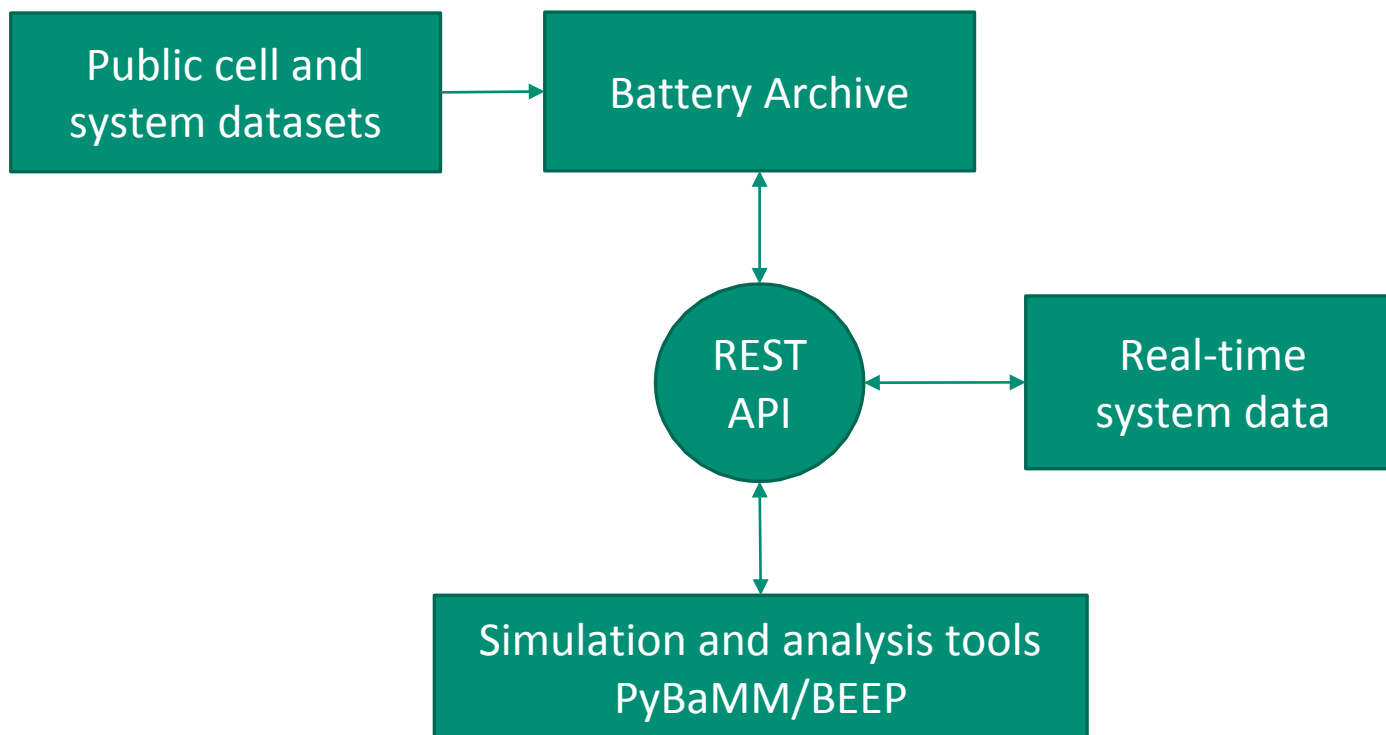 Public cell and
system datasets
Battery Archive
REST
API
Real-time
system data
Simulation and analysis tools
PyBaMM/BEEP